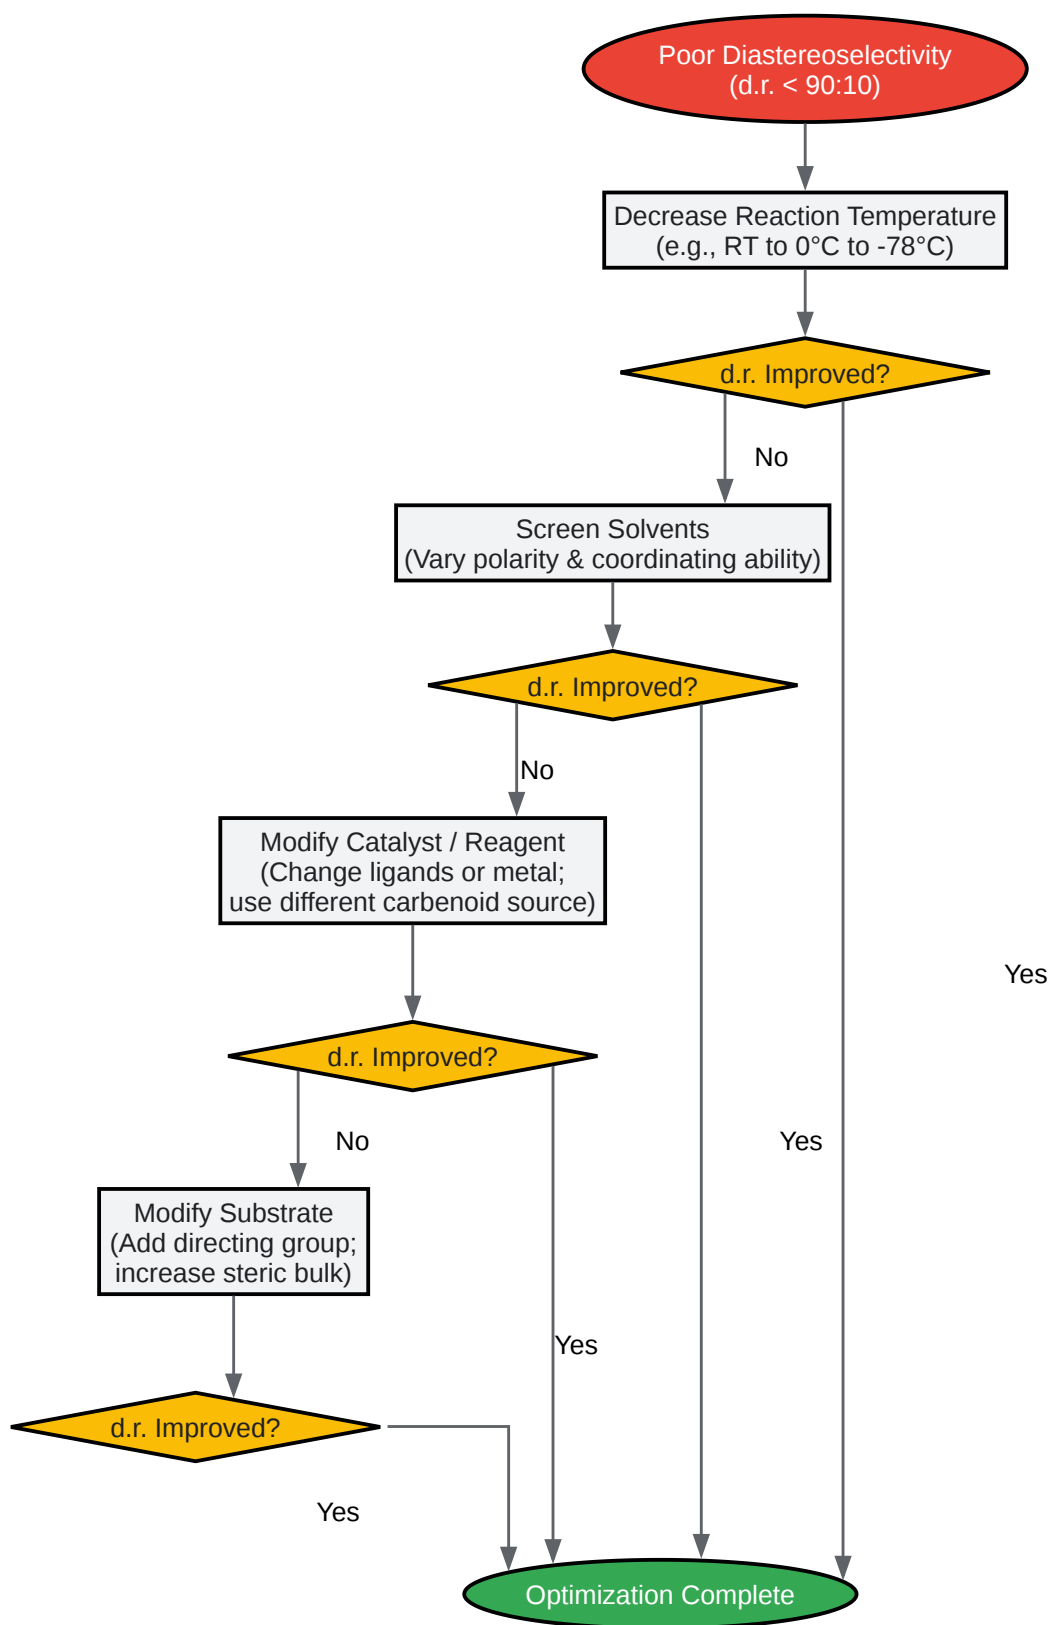 Poor Diastereoselectivity
(d.r. < 90:10)
Decrease Reaction Temperature
(e.g., RT to 0°C to -78°C)
d.r. Improved?
No
Screen Solvents
(Vary polarity & coordinating ability)
d.r. Improved?
No
Modify Catalyst / Reagent
(Change ligands or metal;
use different carbenoid source)
Yes
d.r. Improved?
No
Yes
Modify Substrate
(Add directing group;
increase steric bulk)
Yes
d.r. Improved?
Yes
Optimization Complete